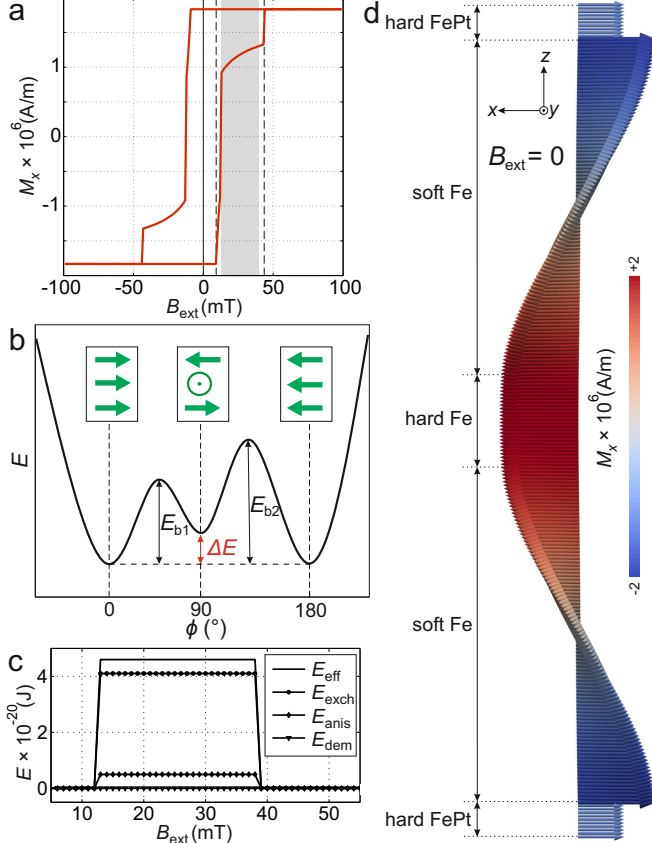 a
M_x × 10^6 (A/m)
1
0
-1
-100 -50 0 50 100
B_ext (mT)
b
E
E_b1
E_b2
ΔE
0 90 180
ϕ (°)
c
E × 10^-20 (J)
4
2
0
E_eff
E_exch
E_anis
E_dem
10 20 30 40 50
B_ext (mT)
d
hard FePt
z
x
y
B_ext = 0
soft Fe
hard Fe
soft Fe
hard FePt
+2
M_x × 10^6 (A/m)
-2